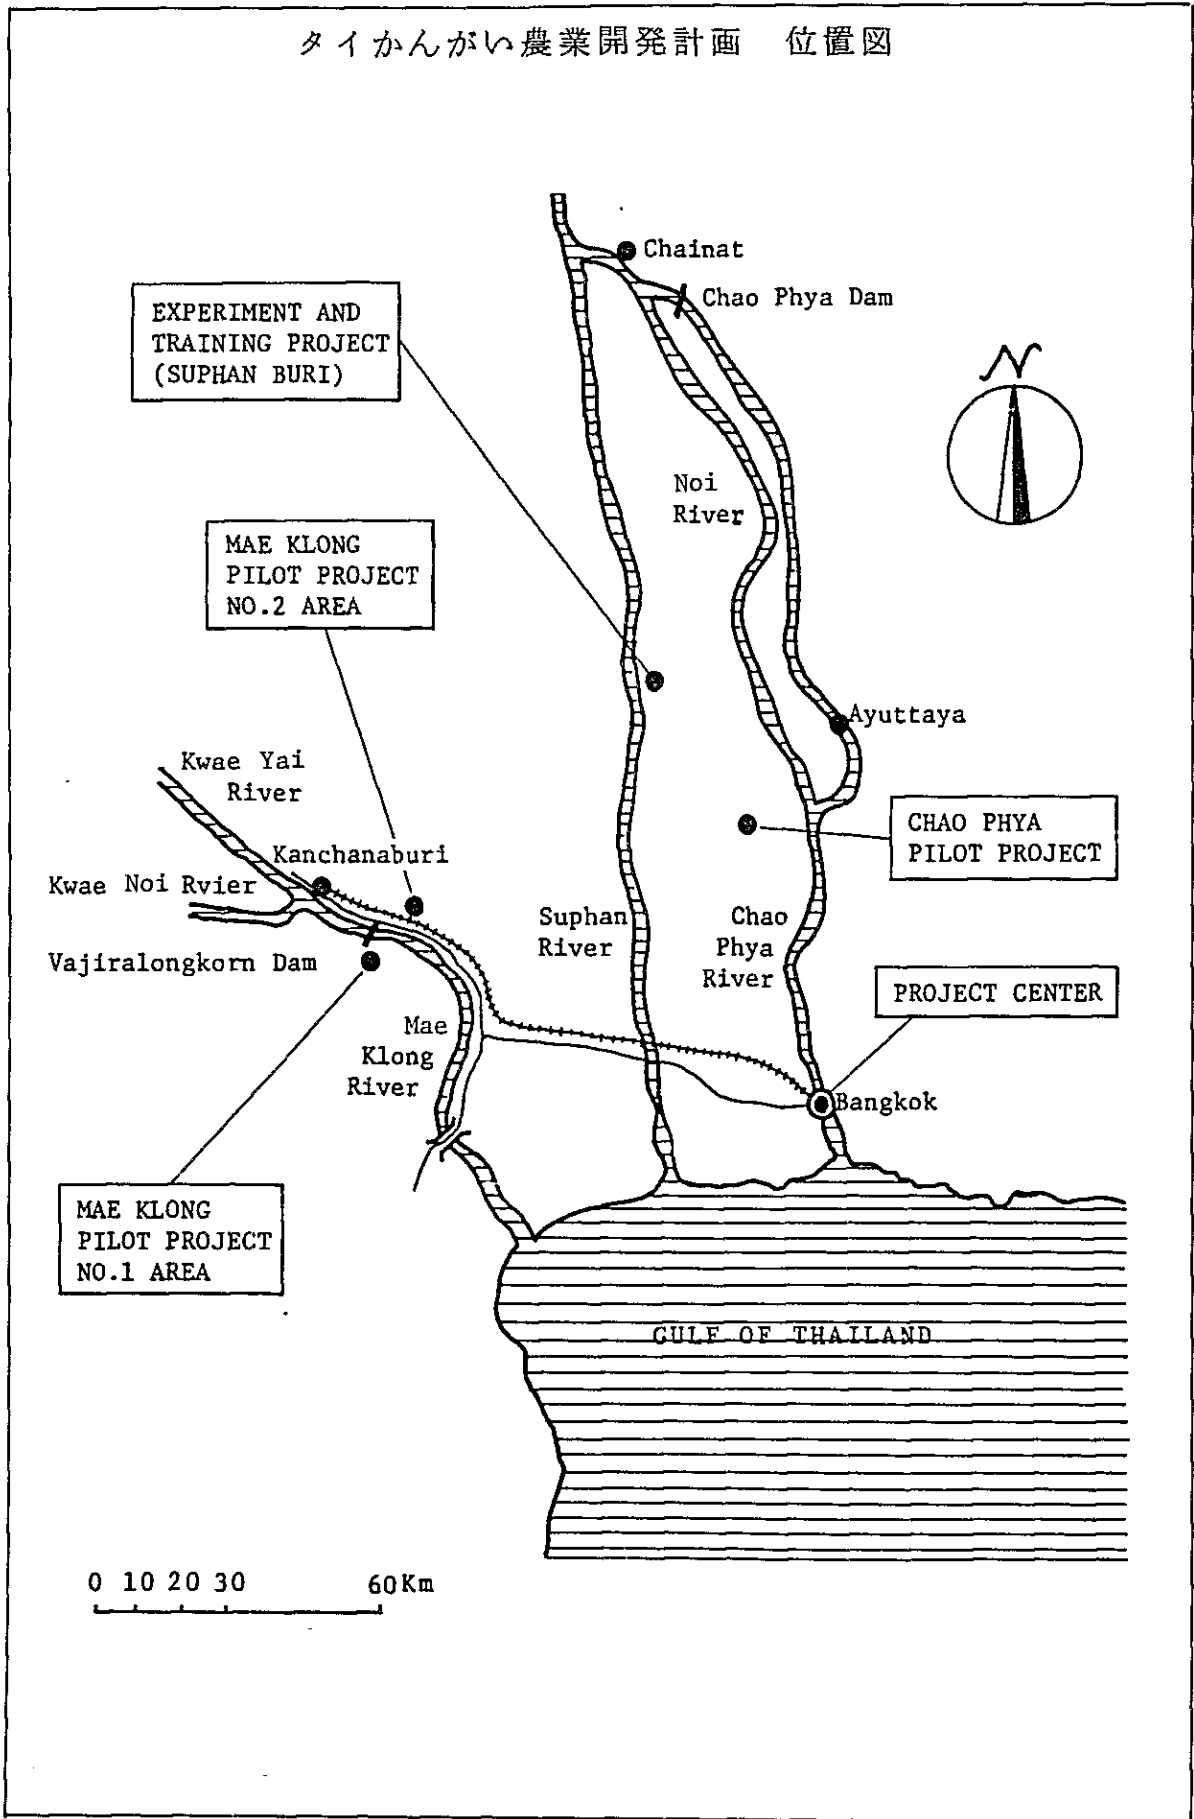 タイかんがい農業開発計画 位置図
Chainat
Chao Phya Dam
EXPERIMENT AND
TRAINING PROJECT
(SUPHAN BURI)
N
Noi
River
MAE KLONG
PILOT PROJECT
NO.2 AREA
Ayuttaya
Kwae Yai
River
CHAO PHYA
PILOT PROJECT
Kanchanaburi
Kwae Noi Rvier
Suphan
River
Chao
Phya
River
Vajiralongkorn Dam
PROJECT CENTER
Mae
Klong
River
Bangkok
MAE KLONG
PILOT PROJECT
NO.1 AREA
GULF OF THAILAND
0 10 20 30 60Km